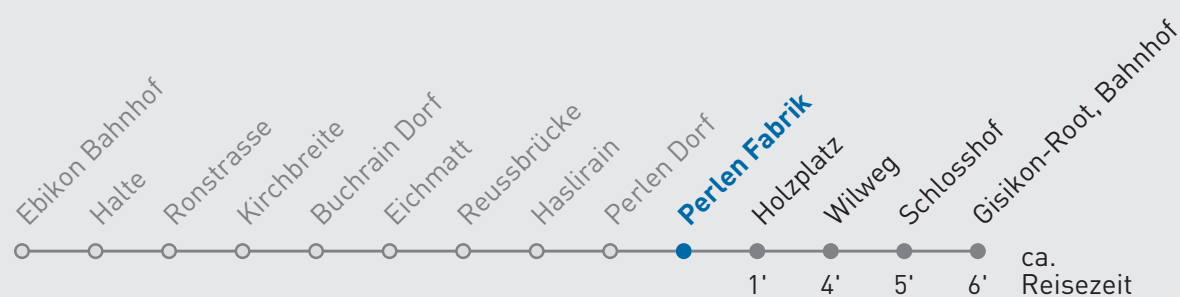 Ebikon Bahnhof
Halte
Ronstrasse
Kirchbreite
Buchrain Dorf
Eichmatt
Reussbrücke
Haslirain
Perlen Dorf
Perlen Fabrik
Holzplatz
Wilweg
Schlosshof
Gisikon-Root, Bahnhof
1' 4' 5' 6'
ca.
Reisezeit